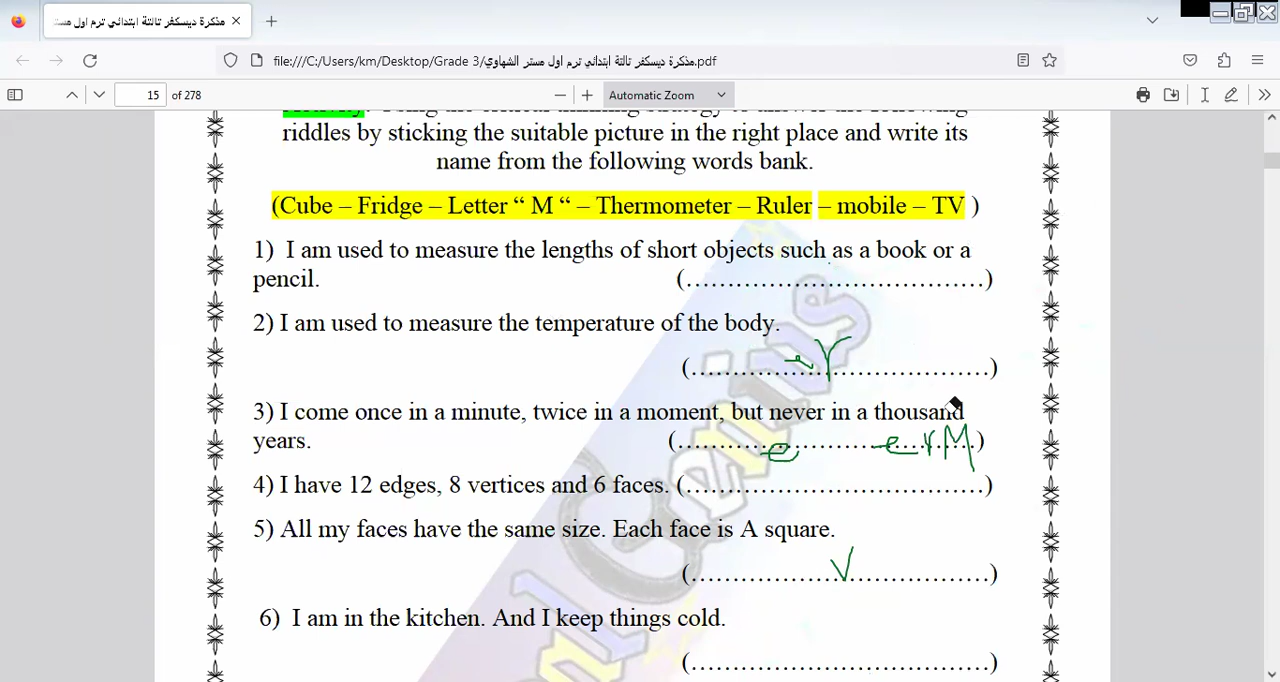 مذكرة ديسكفر تالتة ابتدائي ترم اول مستر
file:///C:/Users/km/Desktop/Grade 3/مذكرة ديسكفر تالتة ابتدائي ترم اول مستر الشهاوي.pdf
15 of 278
Automatic Zoom
riddles by sticking the suitable picture in the right place and write its
name from the following words bank.
(Cube – Fridge – Letter “ M “ – Thermometer – Ruler – mobile – TV )
1) I am used to measure the lengths of short objects such as a book or a
pencil. (……………………………)
2) I am used to measure the temperature of the body.
(……………………………)
3) I come once in a minute, twice in a moment, but never in a thousand
years. (……………………………)
e e r M
4) I have 12 edges, 8 vertices and 6 faces. (……………………………)
5) All my faces have the same size. Each face is A square.
(……………………………)
V
6) I am in the kitchen. And I keep things cold.
(……………………………)